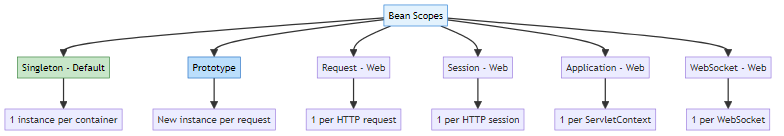 Bean Scopes
Singleton - Default
Prototype
Request - Web
Session - Web
Application - Web
WebSocket - Web
1 instance per container
New instance per request
1 per HTTP request
1 per HTTP session
1 per ServletContext
1 per WebSocket